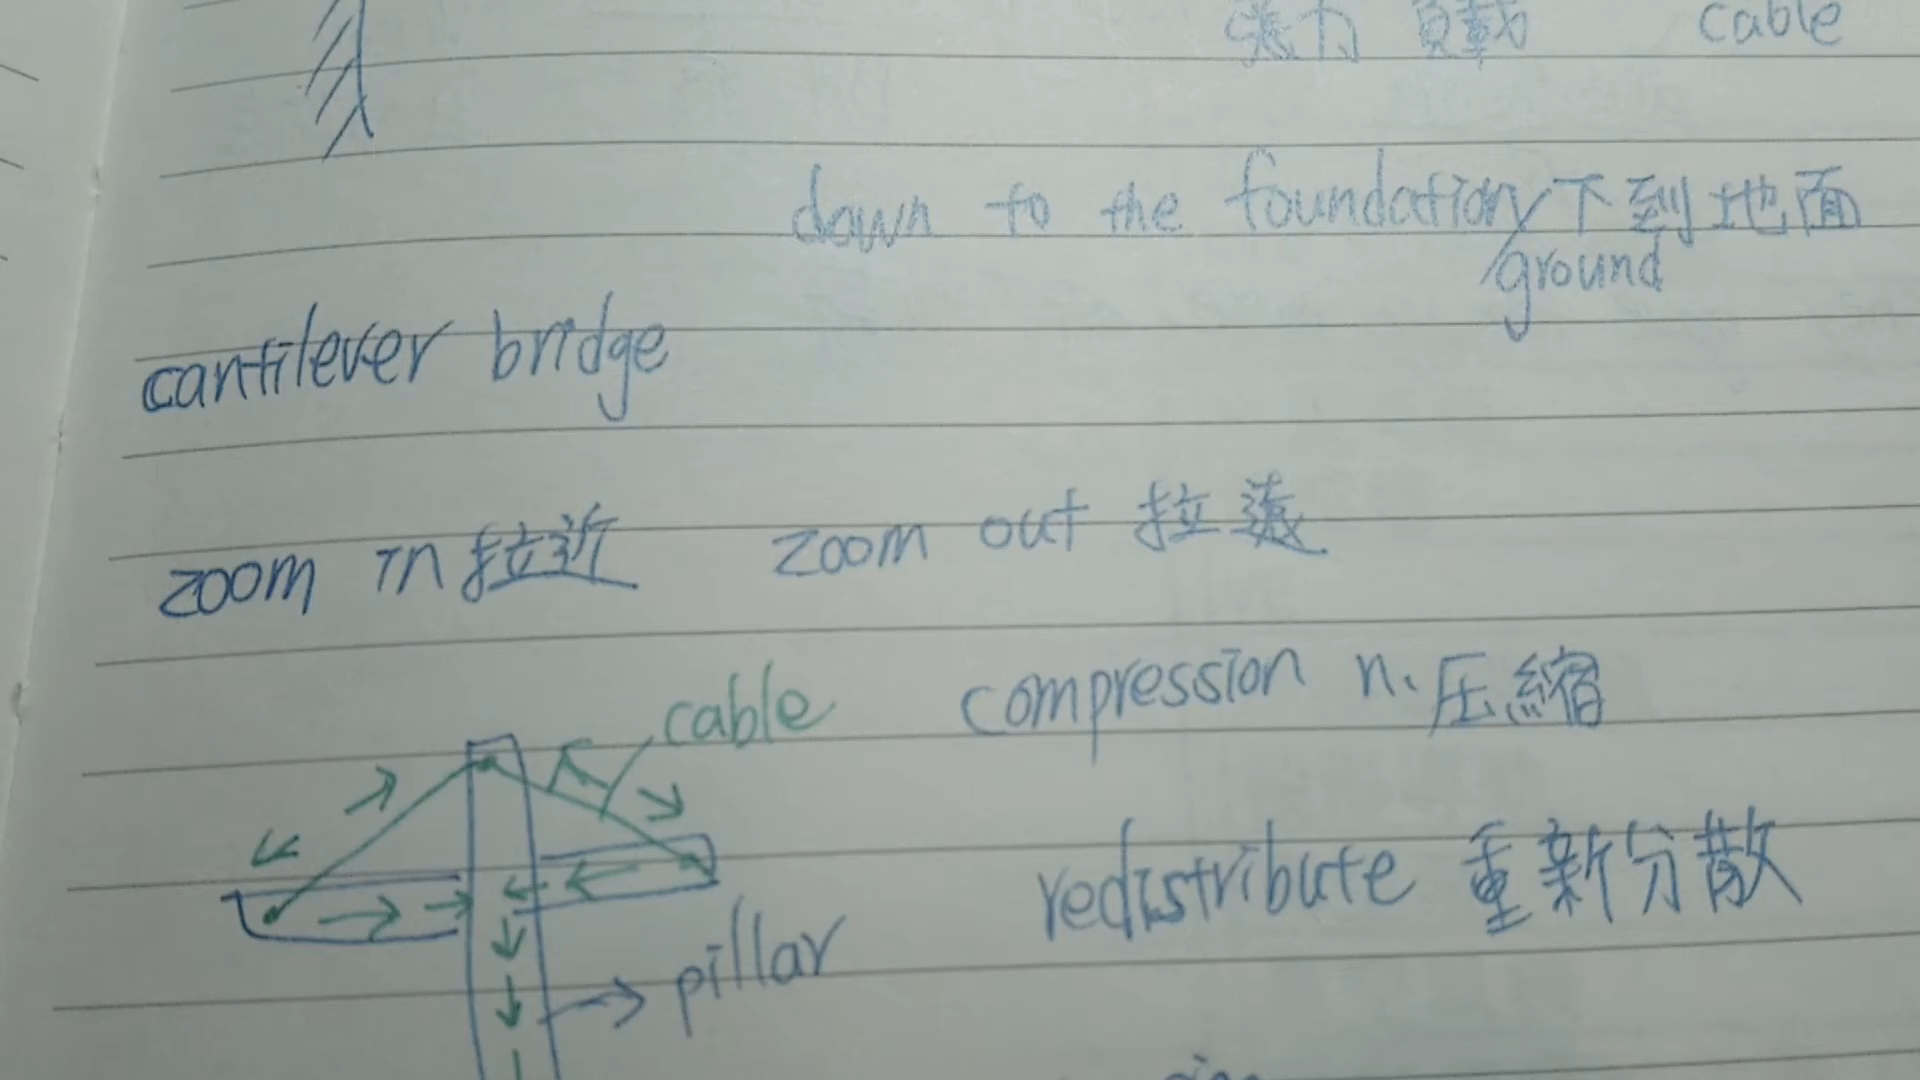 張力 負載 cable
down to the foundation/下到地面
/ground
cantilever bridge
zoom in 拉近 zoom out 拉遠
cable compression n. 压縮
redistribute 重新分散
pillar